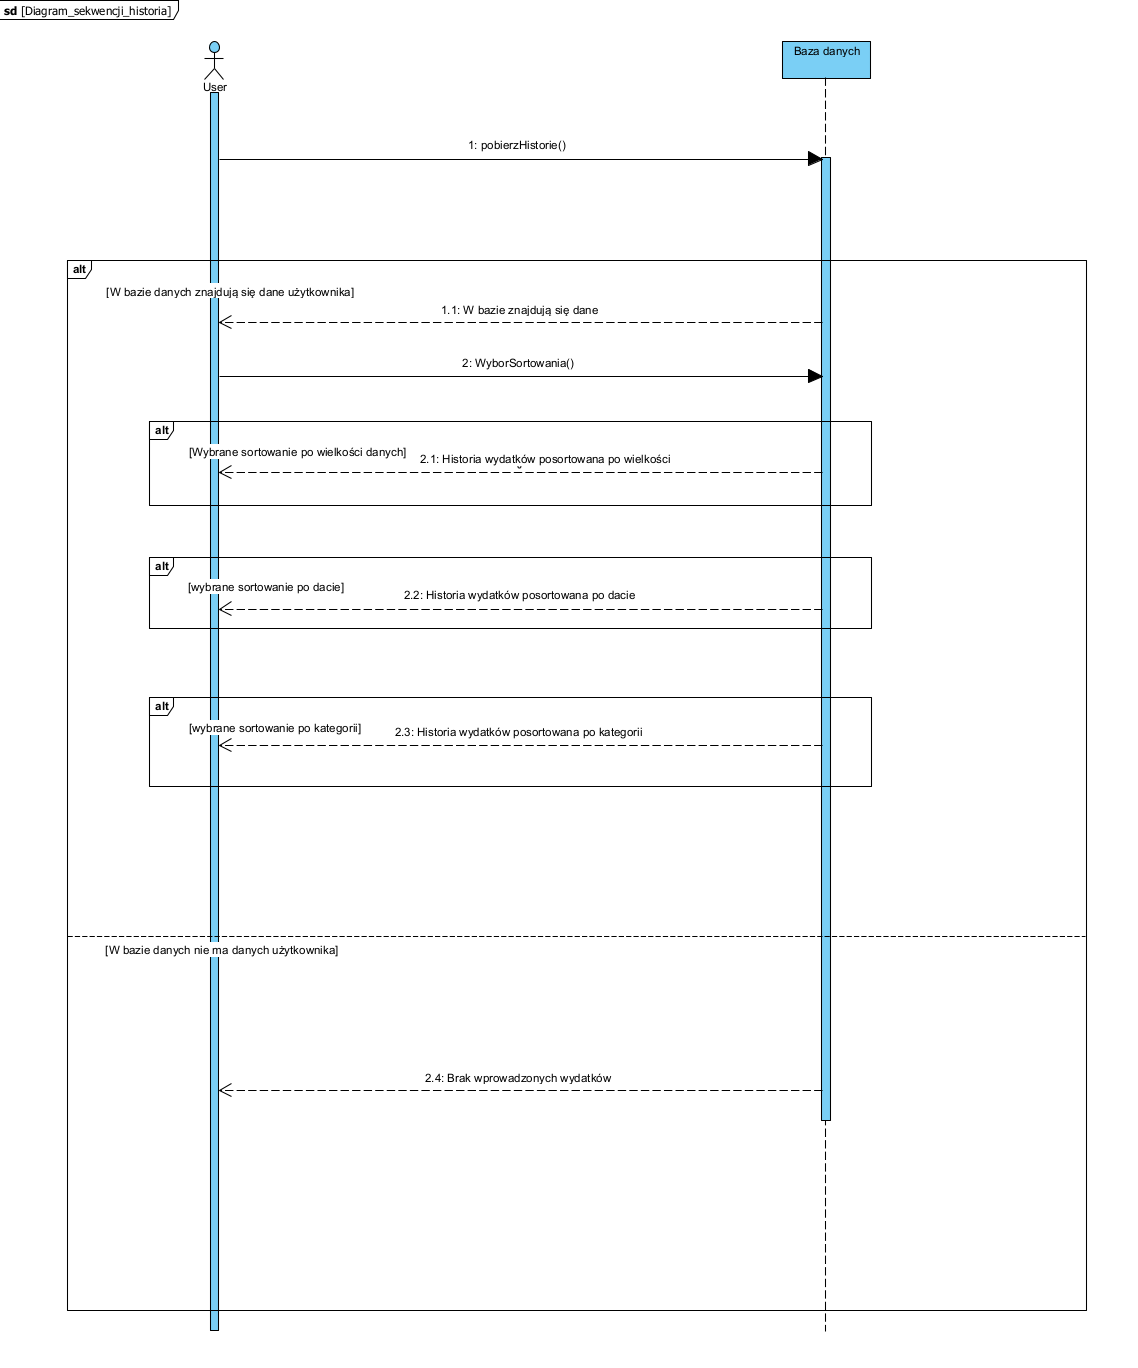 sd [Diagram_sekwencji_historia]
User
Baza danych
1: pobierzHistorie()
alt
[W bazie danych znajdują się dane użytkownika]
1.1: W bazie znajdują się dane
2: WyborSortowania()
alt
[Wybrane sortowanie po wielkości danych]
2.1: Historia wydatków posortowana po wielkości
alt
[wybrane sortowanie po dacie]
2.2: Historia wydatków posortowana po dacie
alt
[wybrane sortowanie po kategorii]
2.3: Historia wydatków posortowana po kategorii
[W bazie danych nie ma danych użytkownika]
2.4: Brak wprowadzonych wydatków